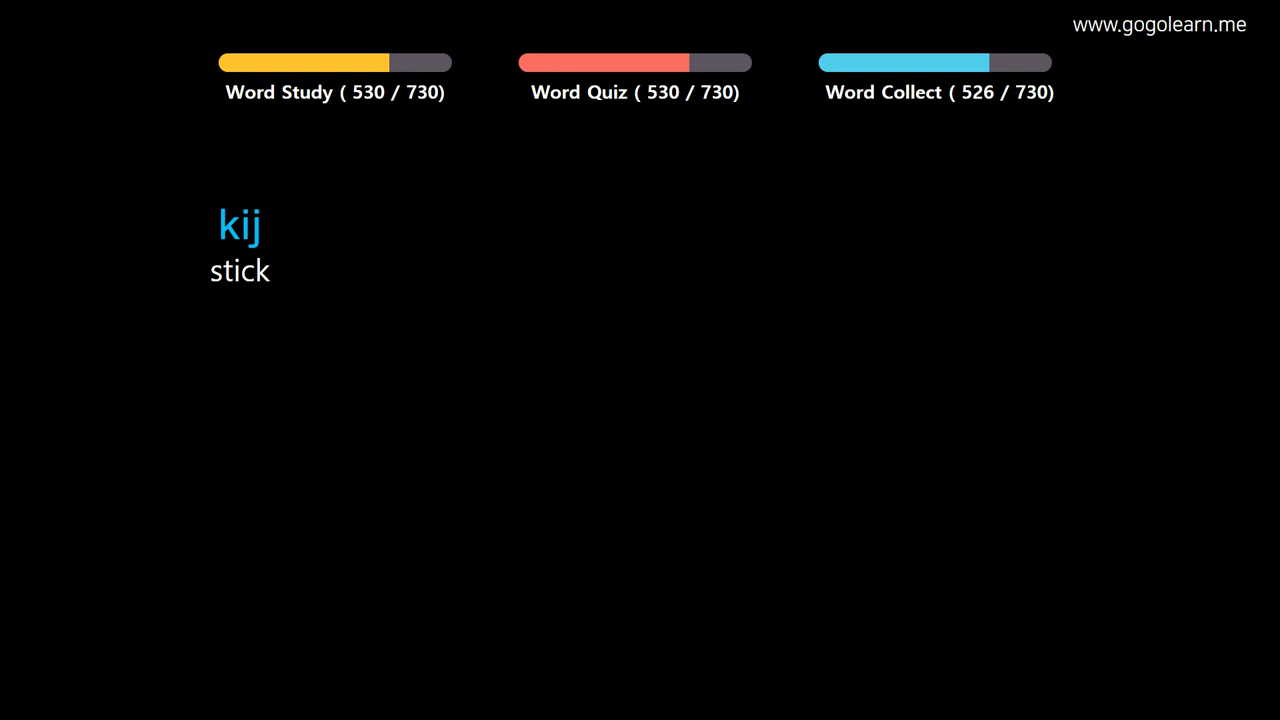 www.gogolearn.me
Word Study ( 530 / 730)
Word Quiz ( 530 / 730)
Word Collect ( 526 / 730)
kij
stick